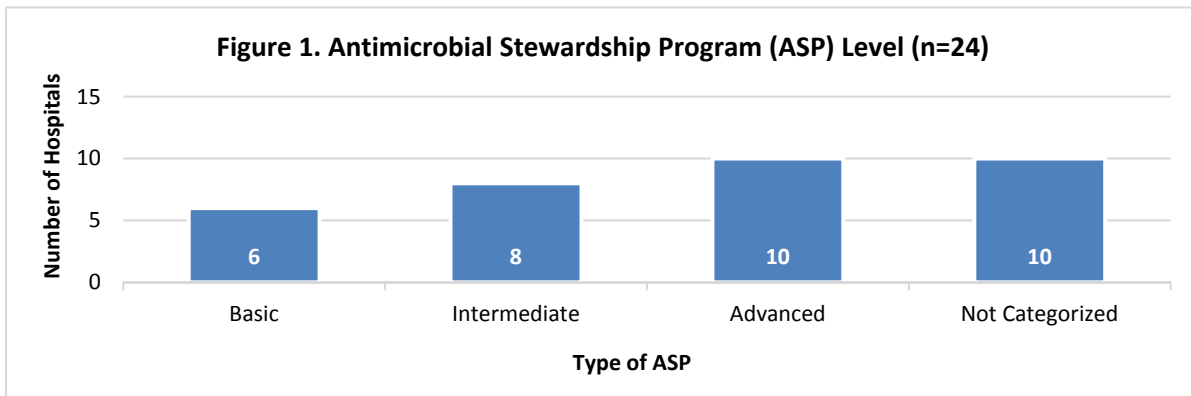 Figure 1. Antimicrobial Stewardship Program (ASP) Level (n=24)
Number of Hospitals
15
10
5
0
6
8
10
10
Basic
Intermediate
Advanced
Not Categorized
Type of ASP